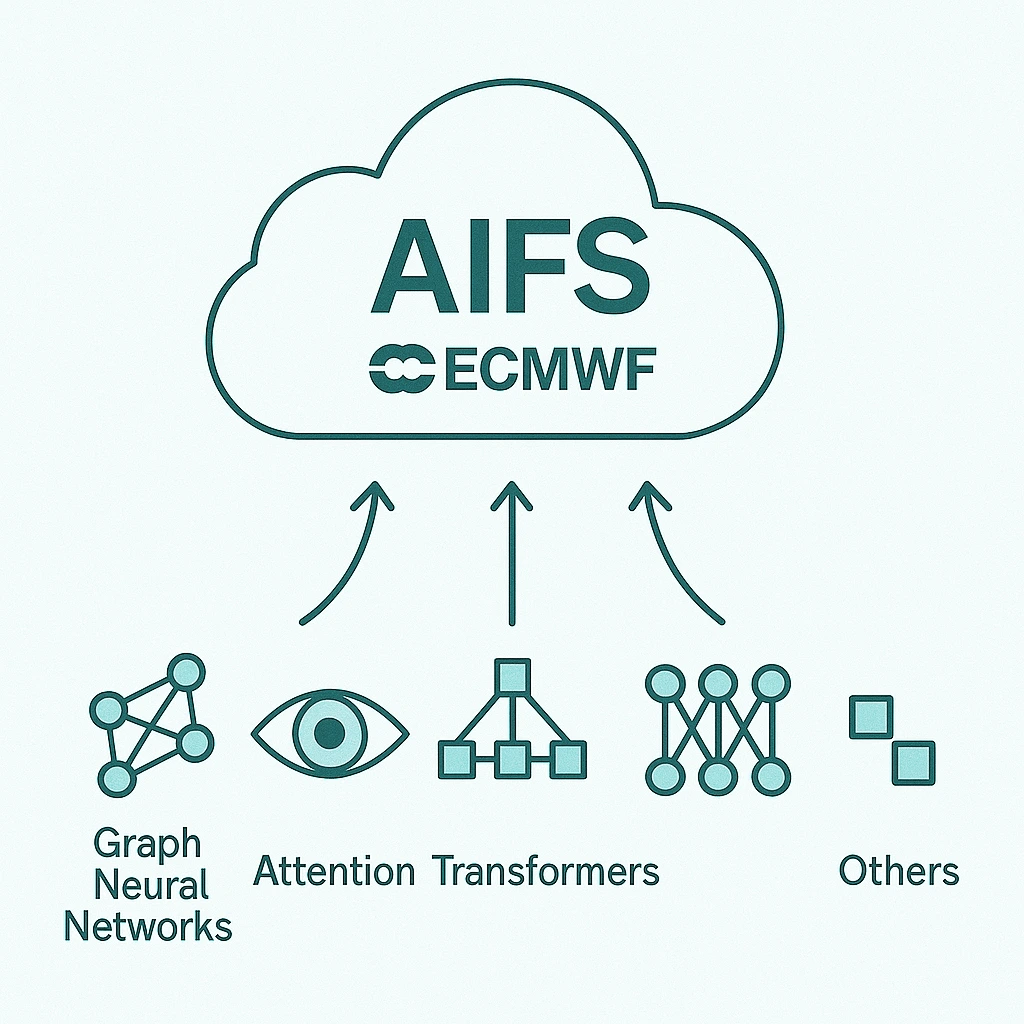 AIFS
ECMWF
Graph
Neural
Networks
Attention
Transformers
Others